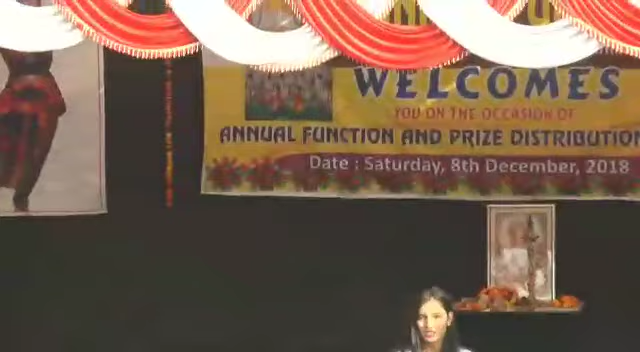 WELCOMES
YOU ON THE OCCASION OF
ANNUAL FUNCTION AND PRIZE DISTRIBUTION
Date : Saturday, 8th December, 2018